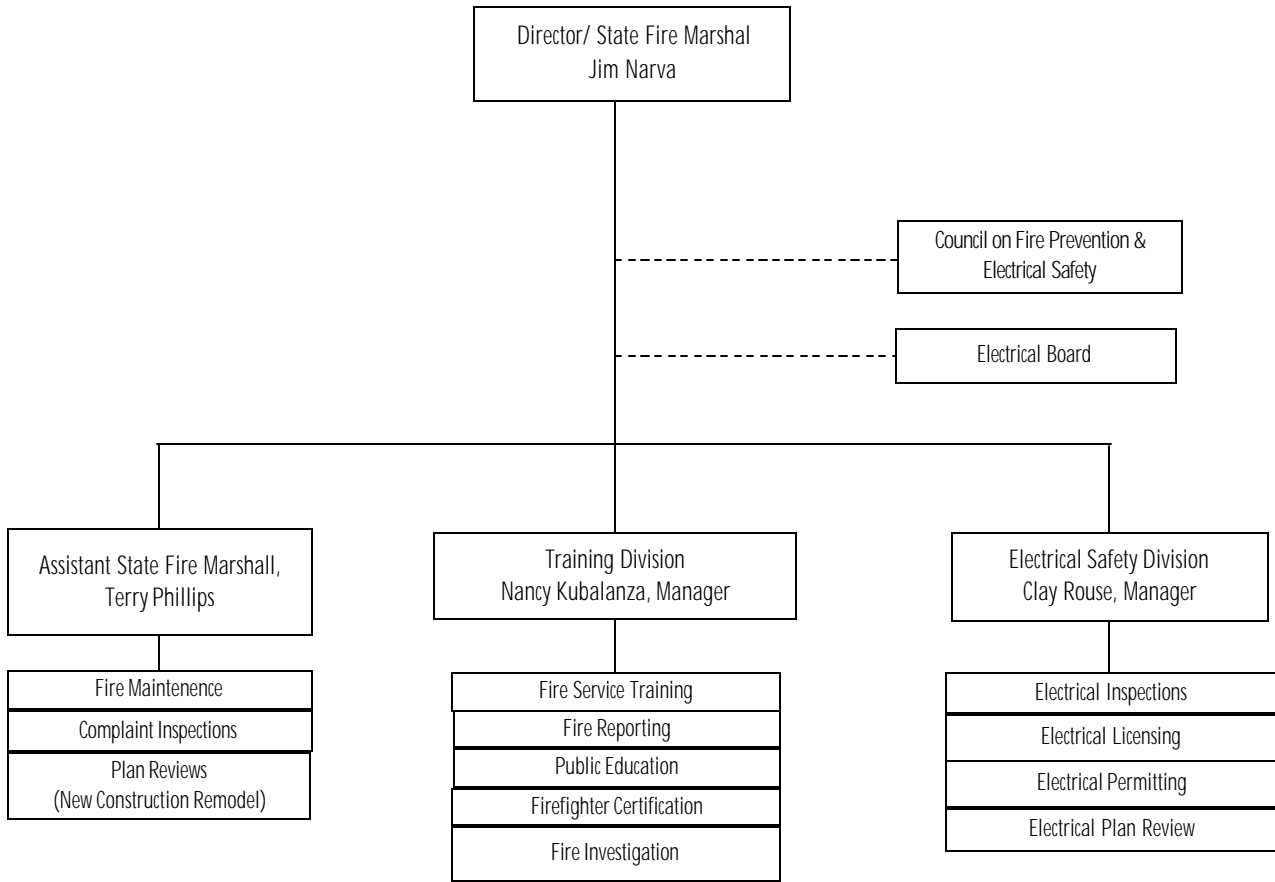 Director/ State Fire Marshal
Jim Narva
Council on Fire Prevention &
Electrical Safety
Electrical Board
Assistant State Fire Marshall,
Terry Phillips
Training Division
Nancy Kubalanza, Manager
Electrical Safety Division
Clay Rouse, Manager
Fire Maintenence
Complaint Inspections
Plan Reviews
(New Construction Remodel)
Fire Service Training
Fire Reporting
Public Education
Firefighter Certification
Fire Investigation
Electrical Inspections
Electrical Licensing
Electrical Permitting
Electrical Plan Review